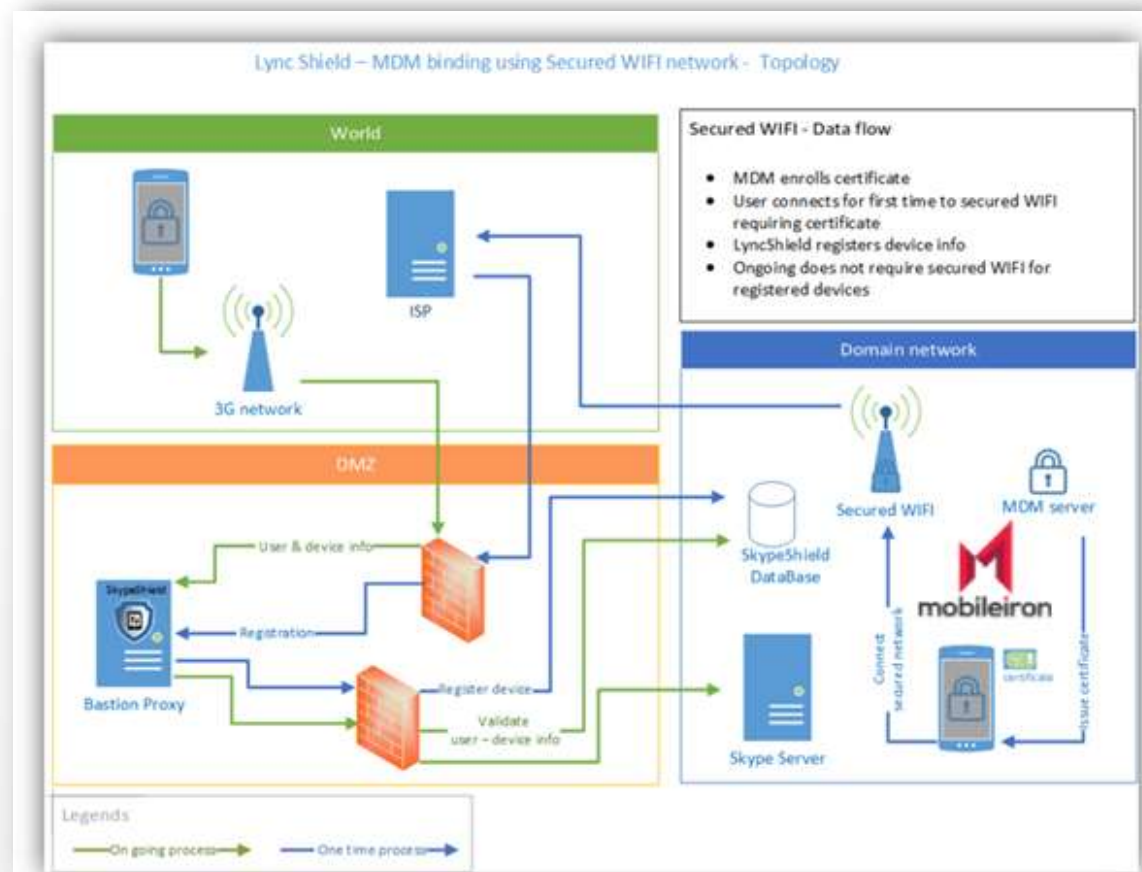 Lync Shield – MDM binding using Secured WIFI network - Topology
World
ISP
3G network
Secured WIFI - Data flow
• MDM enrolls certificate
• User connects for first time to secured WIFI
requiring certificate
• LyncShield registers device info
• Ongoing does not require secured WIFI for
registered devices
Domain network
Secured WIFI
MDM server
SkypeShield
DataBase
mobileiron
Connect
secured network
certificate
Issue certificate
Skype Server
DMZ
User & device info
SkypeShield
Registration
Bastion Proxy
Register device
Validate
user – device info
Legends
On going process
One time process